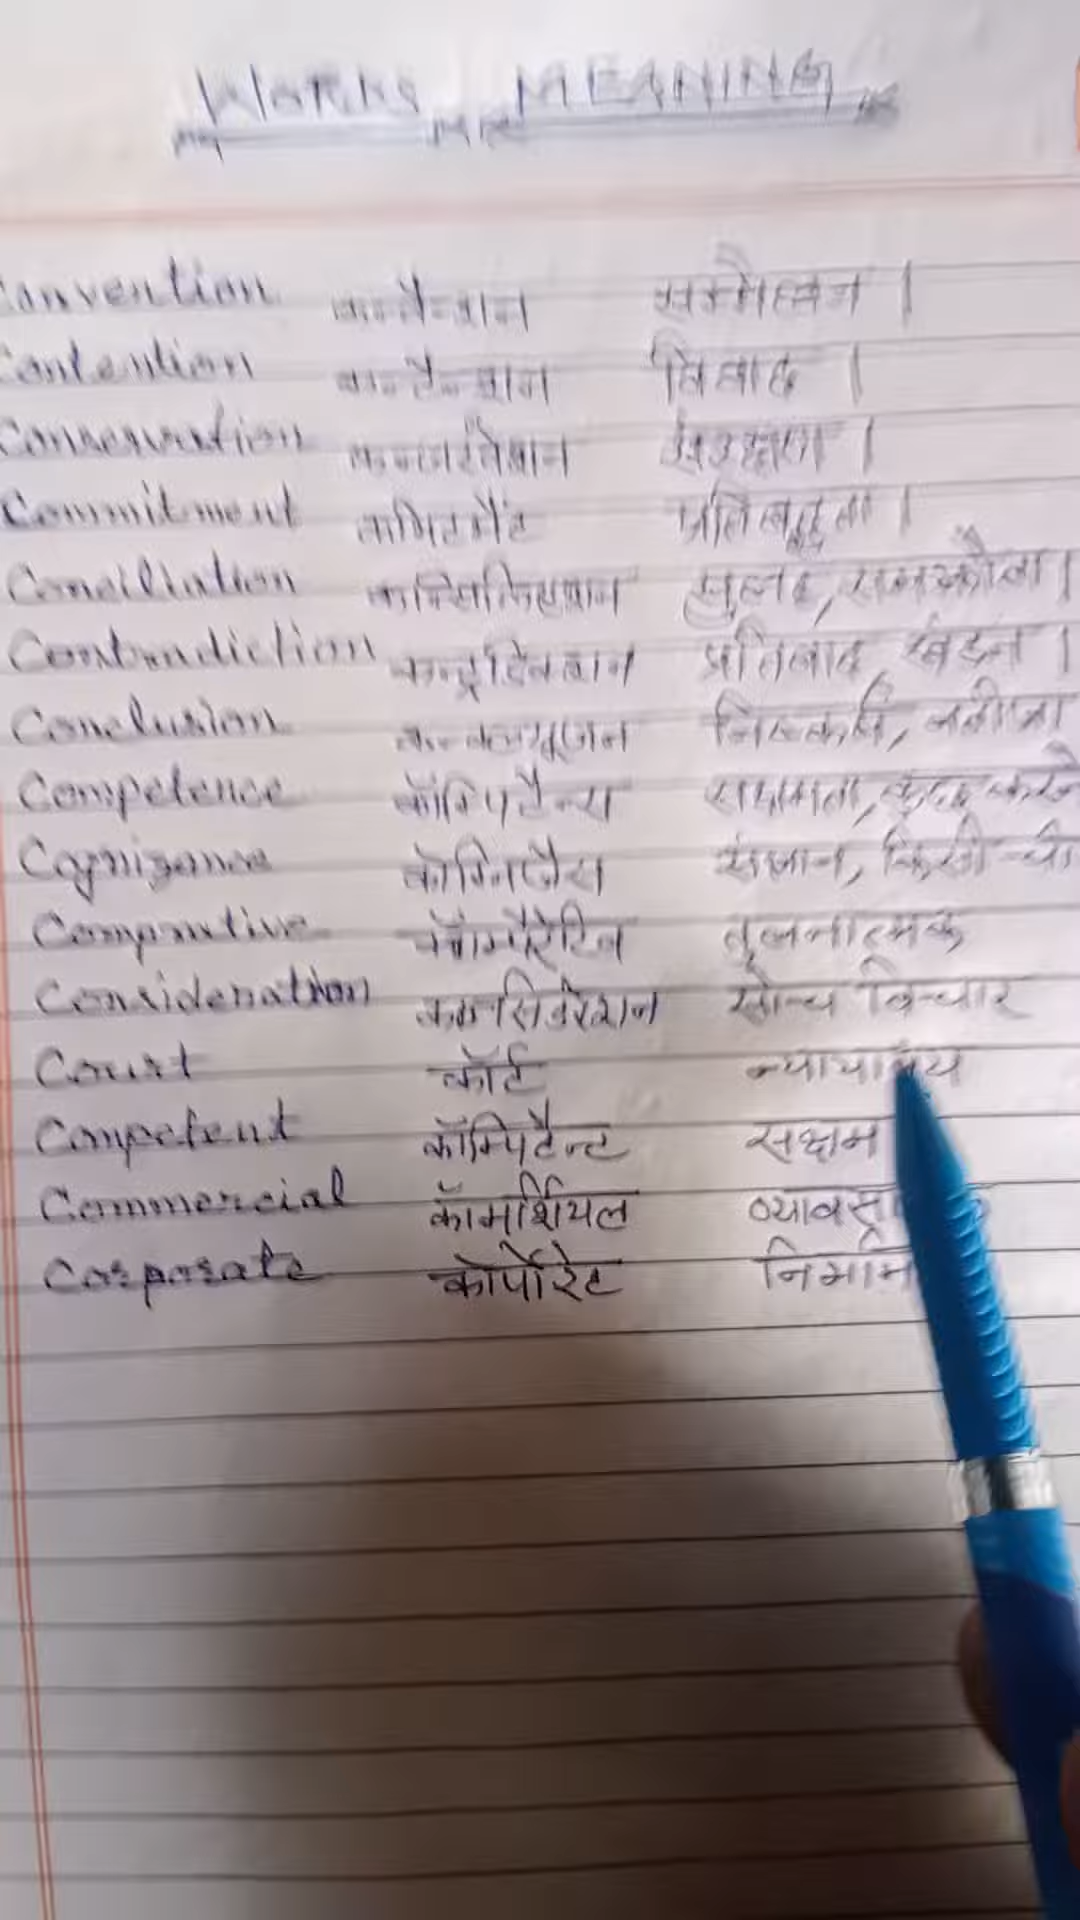 Words MEANING
Convention कन्वैन्शन सम्मेलन |
Contention कन्टैन्शन विवाद |
Conservation कन्जरवेशन संरक्षण |
Commitment कमिटमैंट प्रतिबद्धता |
Conciliation कन्सिलिएशन सुलह, समझौता |
Contradiction कन्ट्रडिक्शन प्रतिवाद, खंडन |
Conclusion कन्क्लयूजन निष्कर्ष, नतीजा
Competence कॉम्पिटैन्स सक्षमता, कुछ करने
Cognizance कोग्निजैंस संज्ञान, किसी
Comparative कॉम्पैरेटिव तुलनात्मक
Consideration कन्सिडरेशन सोच विचार
Court कॉर्ट न्यायालय
Competent कॉम्पिटैन्ट सक्षम
Commercial कॉमर्शियल
Corporate कोर्पोरेट